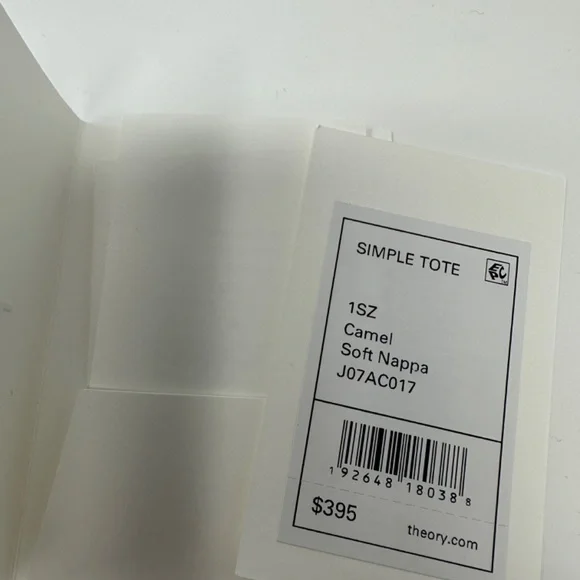 SIMPLE TOTE
1SZ
Camel
Soft Nappa
J07AC017
1 92648 18038 8
$395
theory.com